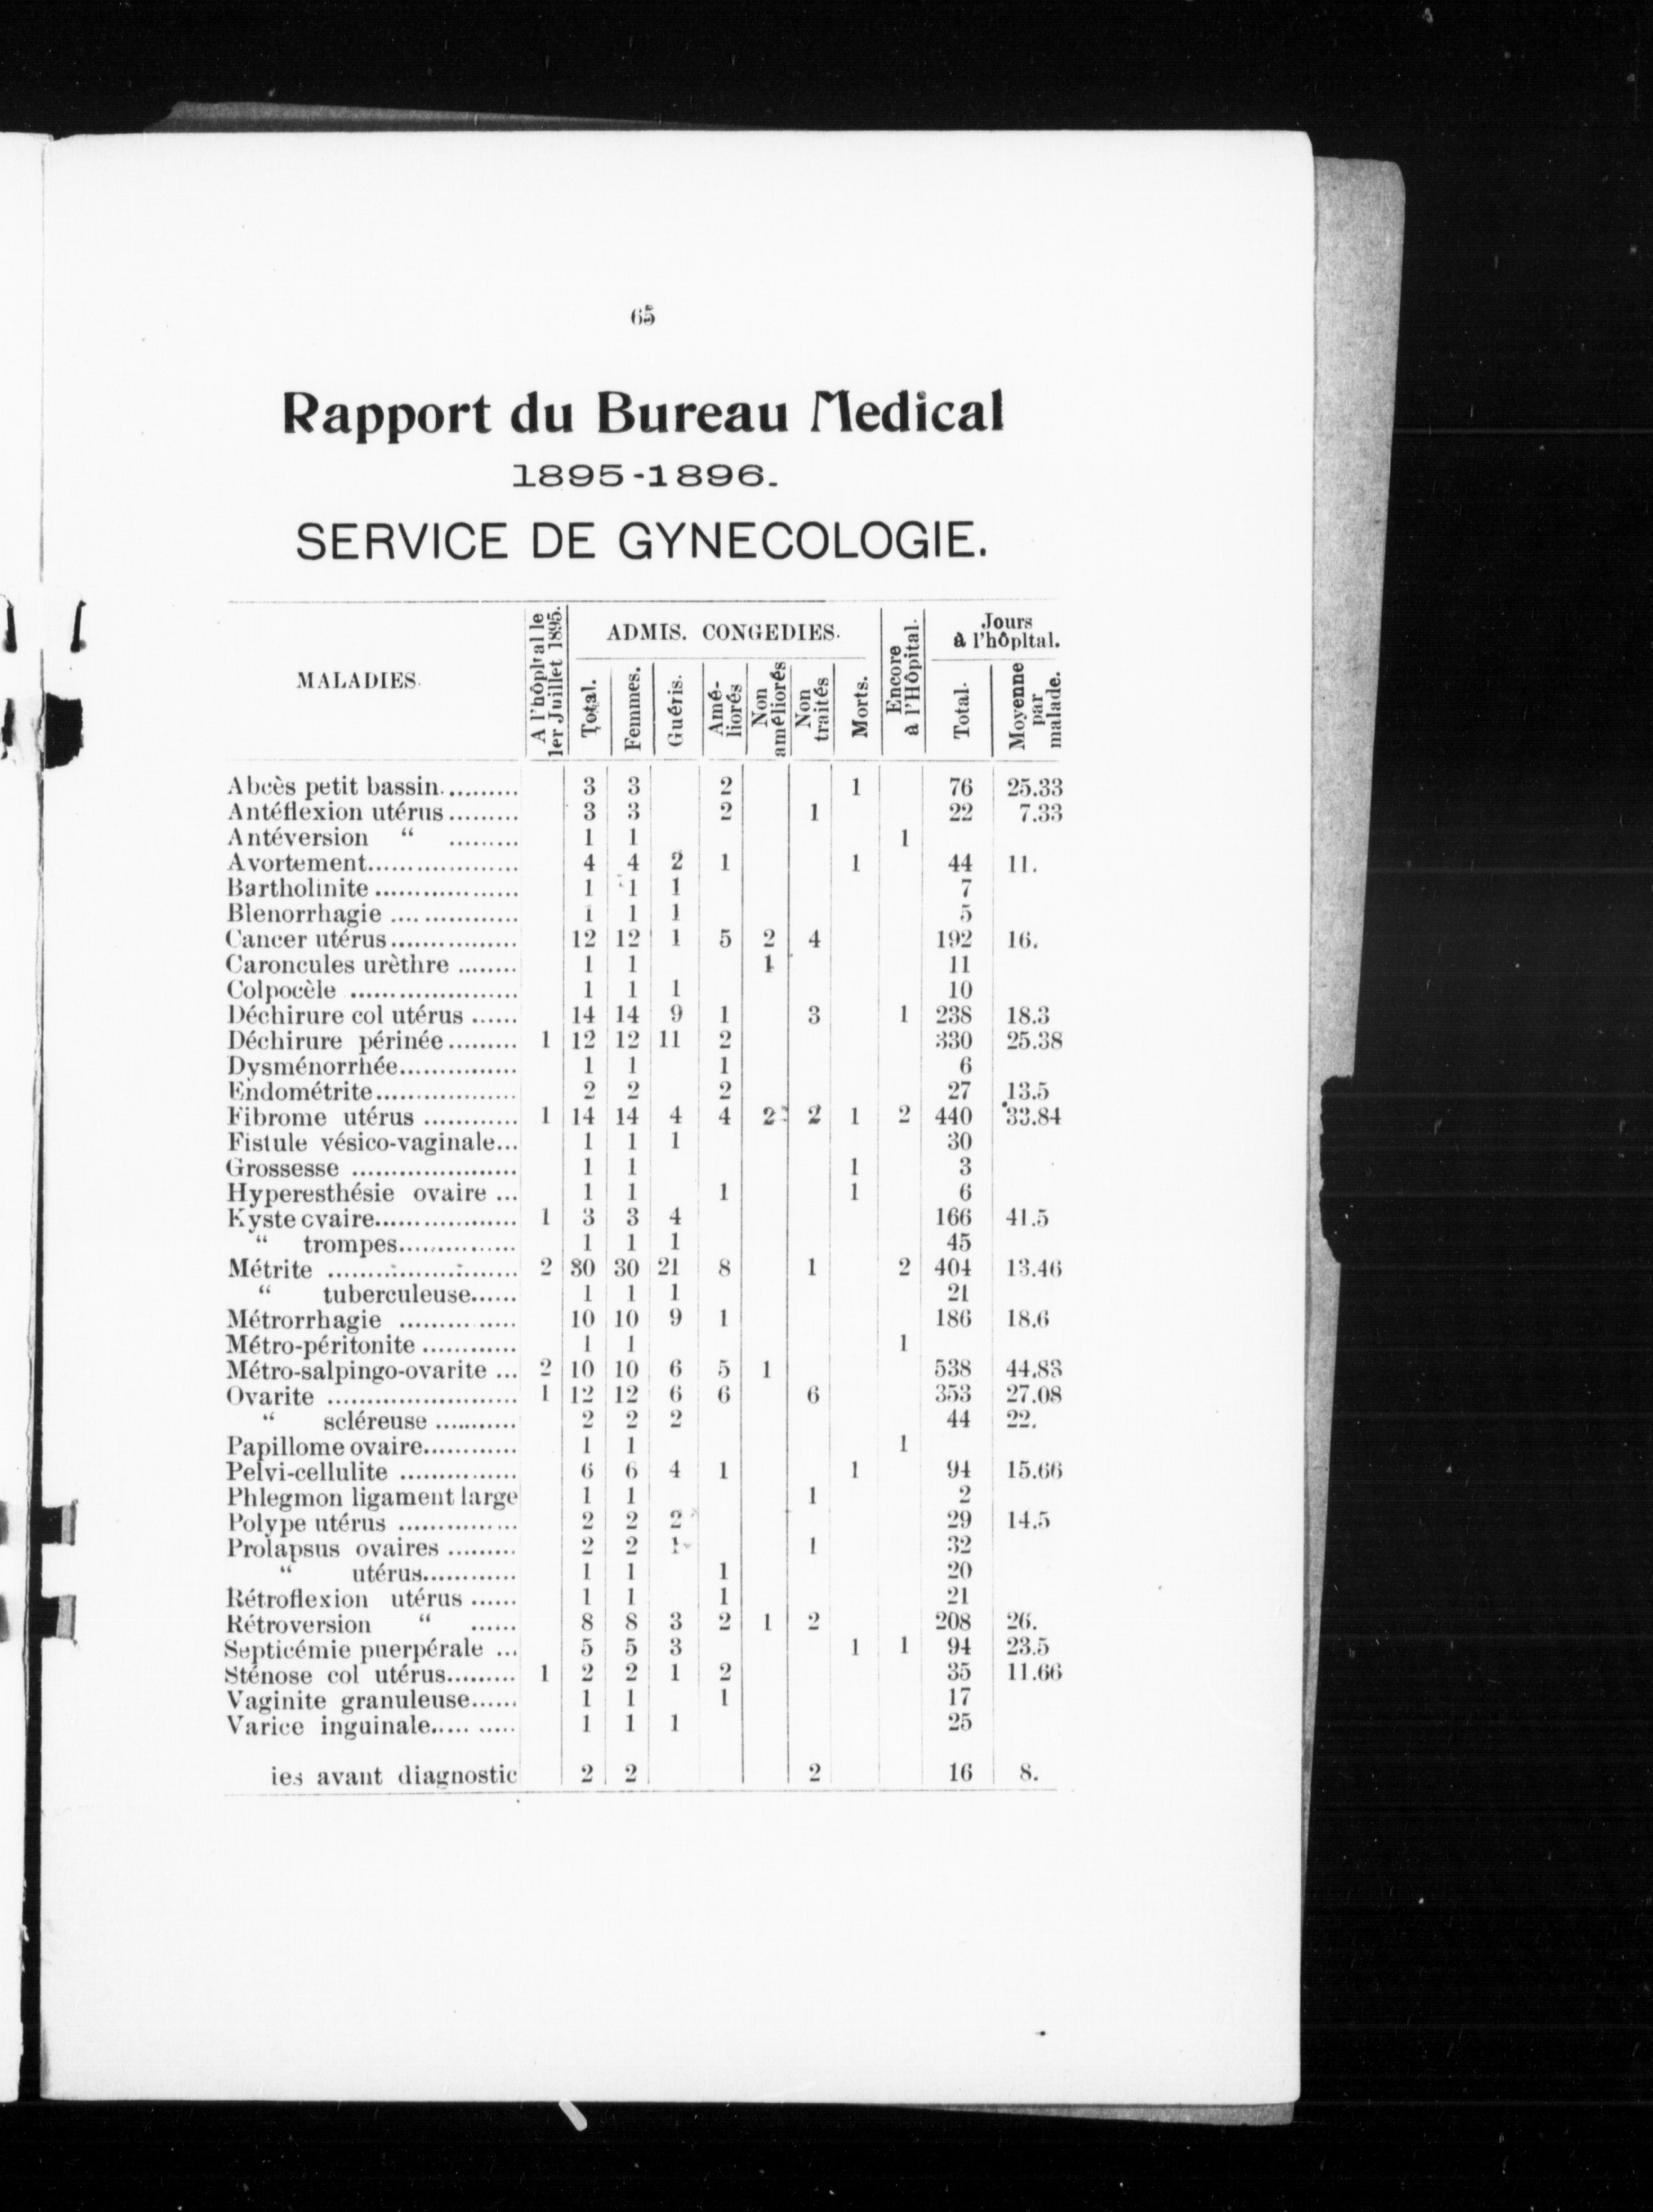 65
Rapport du Bureau Medical
1895-1896.
SERVICE DE GYNECOLOGIE.
MALADIES. A l'hôpital le 1er Juillet 1895. ADMIS. CONGEDIES. Encore à l'Hôpital. Jours à l'hôpital.
Total. Femmes. Guéris. Amé-liorés Non améliorés Non traités Morts. Total. Moyenne par malade.
Abcès petit bassin.......... 3 3 2 1 76 25.33
Antéflexion utérus......... 3 3 2 1 22 7.33
Antéversion “ ......... 1 1 1
Avortement................... 4 4 2 1 1 44 11.
Bartholinite .................. 1 1 1 7
Blenorrhagie ................ 1 1 1 5
Cancer utérus................ 12 12 1 5 2 4 192 16.
Caroncules urèthre ........ 1 1 1 11
Colpocèle ..................... 1 1 1 10
Déchirure col utérus ...... 14 14 9 1 3 1 238 18.3
Déchirure périnée......... 1 12 12 11 2 330 25.38
Dysménorrhée............... 1 1 1 6
Endométrite.................. 2 2 2 27 13.5
Fibrome utérus ............ 1 14 14 4 4 2 2 1 2 440 33.84
Fistule vésico-vaginale... 1 1 1 30
Grossesse ..................... 1 1 1 3
Hyperesthésie ovaire ... 1 1 1 1 6
Kyste cvaire.................. 1 3 3 4 166 41.5
“ trompes............... 1 1 1 45
Métrite ........................ 2 30 30 21 8 1 2 404 13.46
“ tuberculeuse...... 1 1 1 21
Métrorrhagie ............... 10 10 9 1 186 18.6
Métro-péritonite ............ 1 1 1
Métro-salpingo-ovarite ... 2 10 10 6 5 1 538 44.83
Ovarite ........................ 1 12 12 6 6 6 353 27.08
“ scléreuse ........... 2 2 2 44 22.
Papillome ovaire............ 1 1 1
Pelvi-cellulite ............... 6 6 4 1 1 94 15.66
Phlegmon ligament large 1 1 1 2
Polype utérus ............... 2 2 2 29 14.5
Prolapsus ovaires ......... 2 2 1 1 32
“ utérus............ 1 1 1 20
Rétroflexion utérus ...... 1 1 1 21
Rétroversion “ ...... 8 8 3 2 1 2 208 26.
Septicémie puerpérale ... 5 5 3 1 1 94 23.5
Sténose col utérus......... 1 2 2 1 2 35 11.66
Vaginite granuleuse...... 1 1 1 17
Varice inguinale..... ..... 1 1 1 25
ies avant diagnostic 2 2 2 16 8.